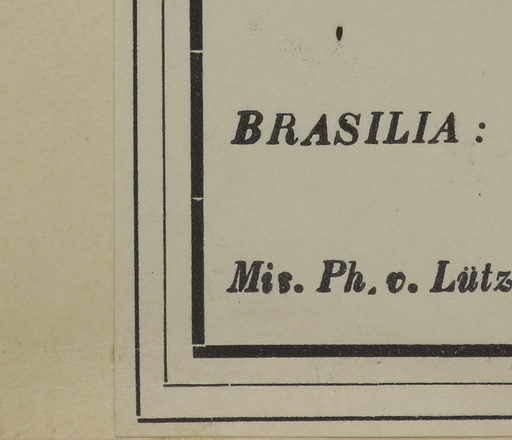 BRASILIA :
Mis. Ph. v. Lütz